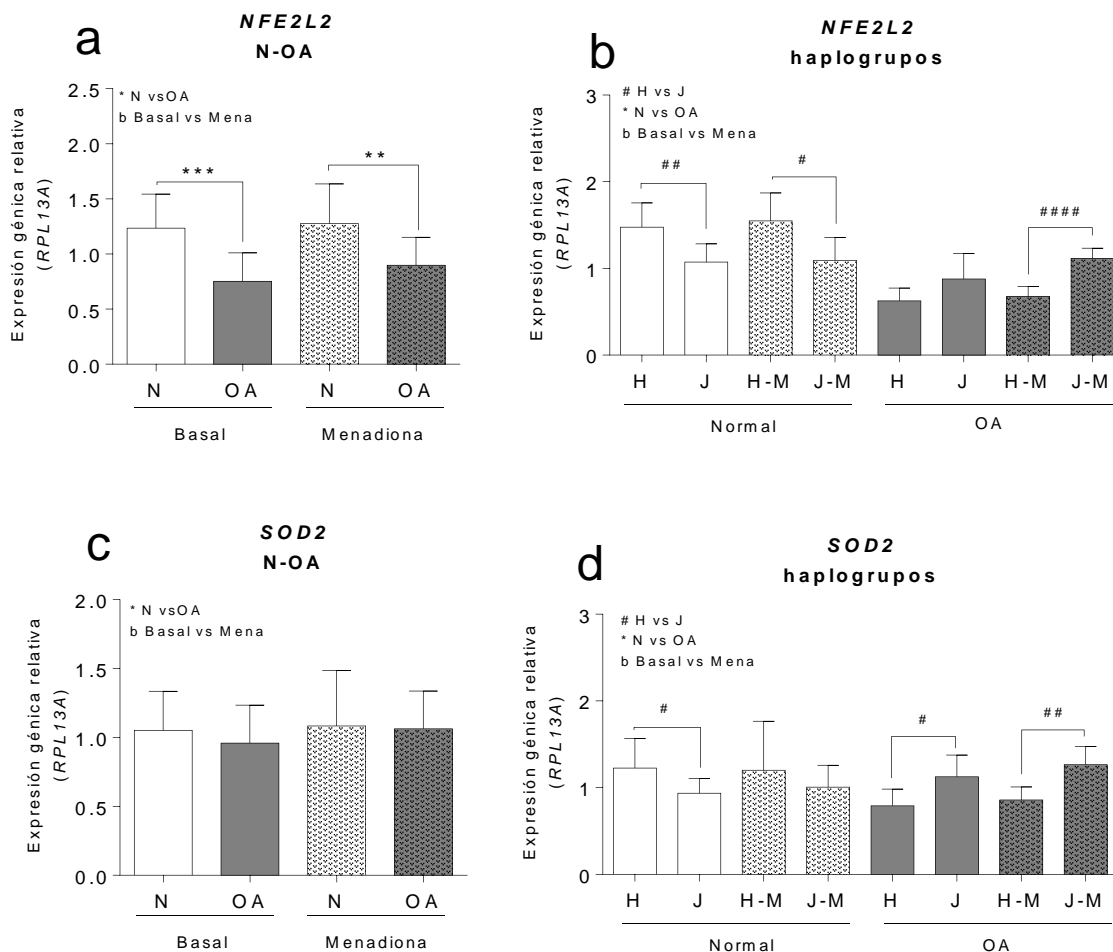 a
NFE2L2
N-OA
Expresión génica relativa
(RPL13A)
2.5
2.0
1.5
1.0
0.5
0.0
* N vsOA
b Basal vs Mena
***
**
N
OA
N
OA
Basal
Menadiona
b
NFE2L2
haplogrupos
Expresión génica relativa
(RPL13A)
3
2
1
0
# H vs J
* N vs OA
b Basal vs Mena
##
#
####
H
J
H-M
J-M
H
J
H-M
J-M
Normal
OA
c
SOD2
N-OA
Expresión génica relativa
(RPL13A)
2.0
1.5
1.0
0.5
0.0
* N vsOA
b Basal vs Mena
N
OA
N
OA
Basal
Menadiona
d
SOD2
haplogrupos
Expresión génica relativa
(RPL13A)
3
2
1
0
# H vs J
* N vs OA
b Basal vs Mena
#
#
##
H
J
H-M
J-M
H
J
H-M
J-M
Normal
OA